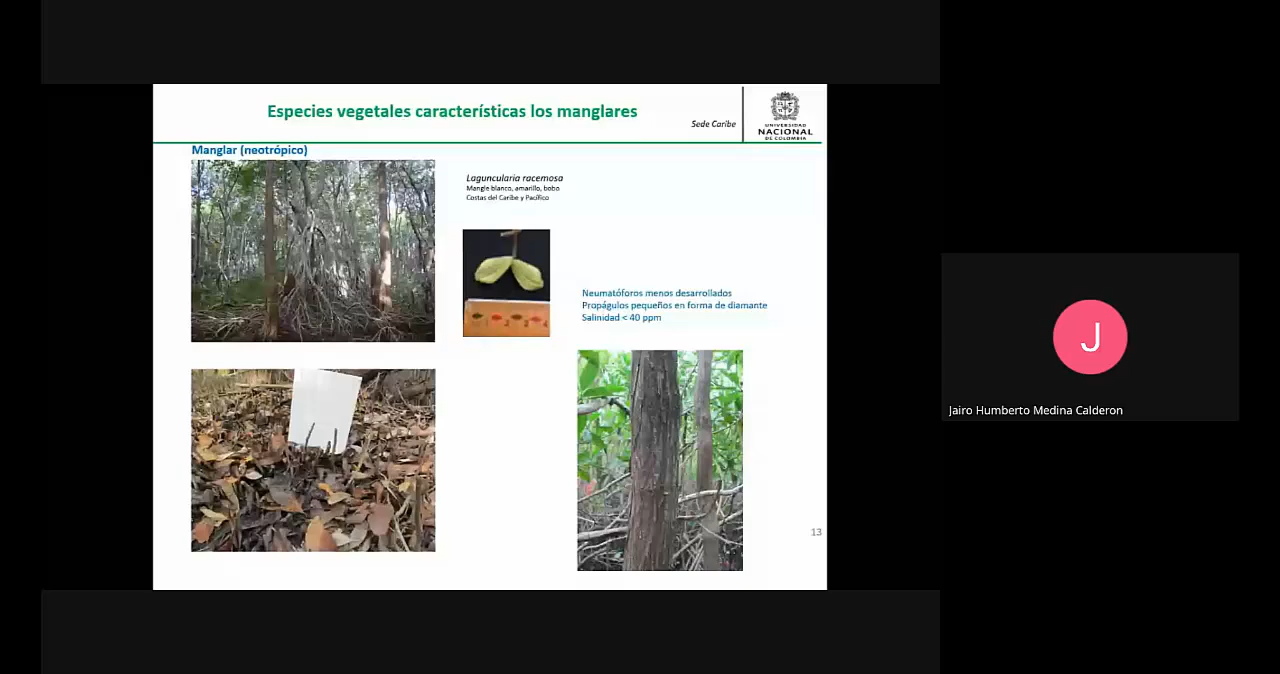 Especies vegetales características los manglares
Sede Caribe
UNIVERSIDAD
NACIONAL
DE COLOMBIA
Manglar (neotrópico)
Laguncularia racemosa
Mangle blanco, amarillo, bobo
Costas del Caribe y Pacífico
Neumatóforos menos desarrollados
Propágulos pequeños en forma de diamante
Salinidad < 40 ppm
13
J
Jairo Humberto Medina Calderon